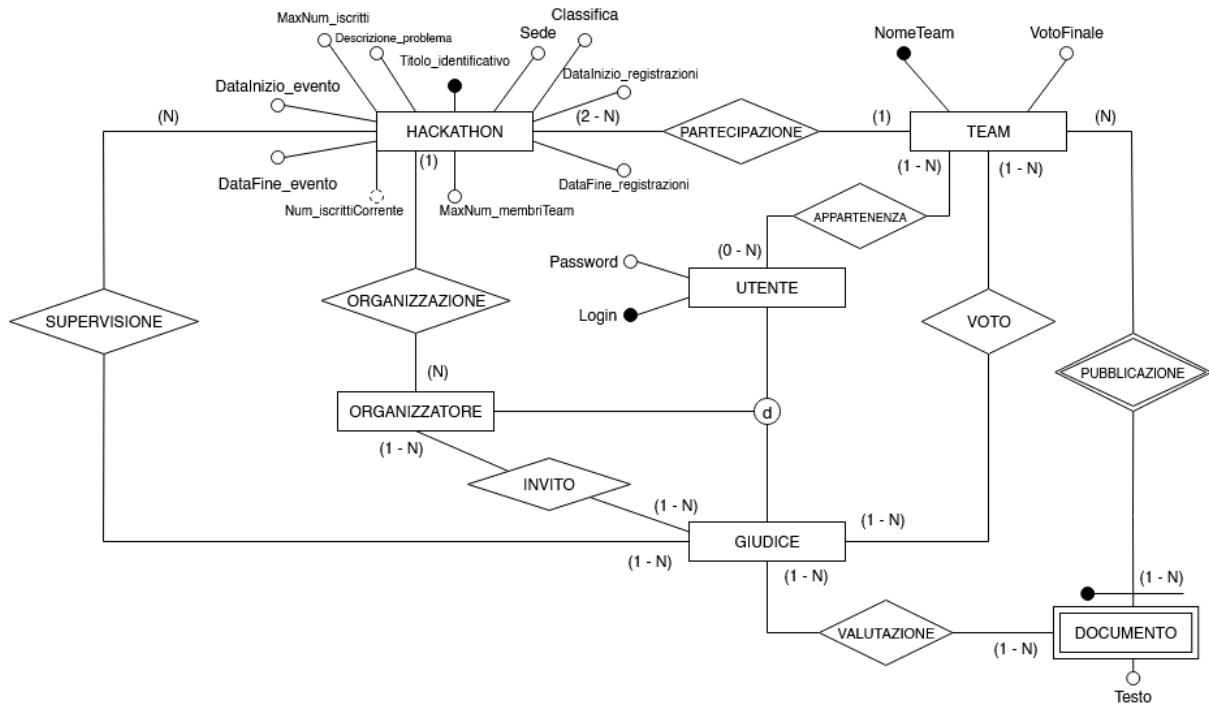 MaxNum_iscritti
Descrizione_problema
Titolo_identificativo
Sede
Classifica
NomeTeam
VotoFinale
DataInizio_evento
DataInizio_registrazioni
(N)
HACKATHON
(2 - N)
PARTECIPAZIONE
(1)
TEAM
(N)
(1)
(1 - N)
(1 - N)
DataFine_evento
DataFine_registrazioni
Num_iscrittiCorrente
MaxNum_membriTeam
APPARTENENZA
(0 - N)
Password
UTENTE
Login
ORGANIZZAZIONE
SUPERVISIONE
VOTO
PUBBLICAZIONE
(N)
ORGANIZZATORE
d
(1 - N)
INVITO
(1 - N)
(1 - N)
GIUDICE
(1 - N)
(1 - N)
(1 - N)
VALUTAZIONE
(1 - N)
DOCUMENTO
Testo